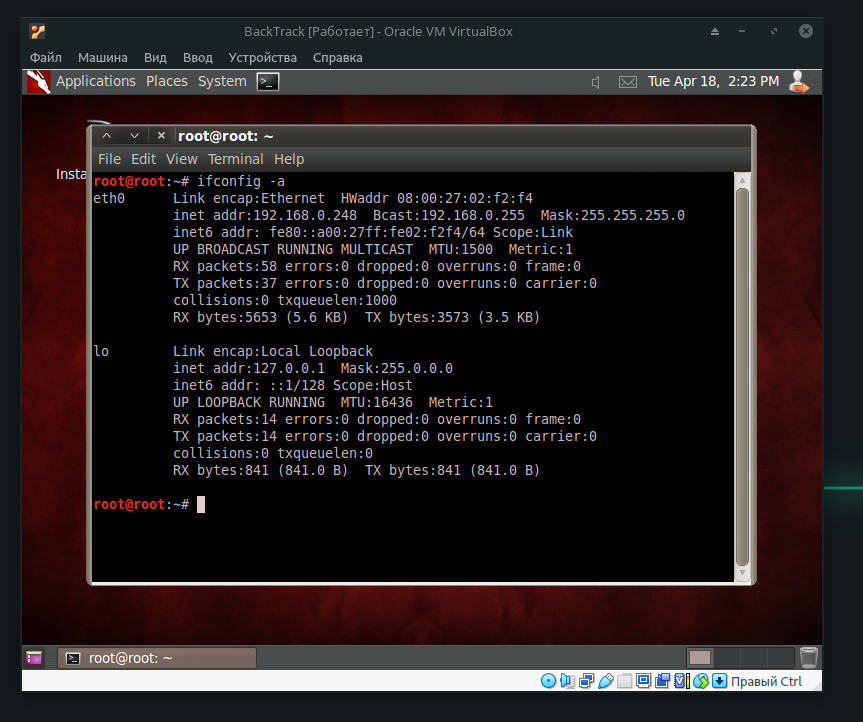 BackTrack [Работает] - Oracle VM VirtualBox
Файл Машина Вид Ввод Устройства Справка
Applications Places System >_ Tue Apr 18, 2:23 PM
root@root: ~
File Edit View Terminal Help
Insta
root@root:~# ifconfig -a
eth0      Link encap:Ethernet  HWaddr 08:00:27:02:f2:f4
          inet addr:192.168.0.248  Bcast:192.168.0.255  Mask:255.255.255.0
          inet6 addr: fe80::a00:27ff:fe02:f2f4/64 Scope:Link
          UP BROADCAST RUNNING MULTICAST  MTU:1500  Metric:1
          RX packets:58 errors:0 dropped:0 overruns:0 frame:0
          TX packets:37 errors:0 dropped:0 overruns:0 carrier:0
          collisions:0 txqueuelen:1000
          RX bytes:5653 (5.6 KB)  TX bytes:3573 (3.5 KB)
lo        Link encap:Local Loopback
          inet addr:127.0.0.1  Mask:255.0.0.0
          inet6 addr: ::1/128 Scope:Host
          UP LOOPBACK RUNNING  MTU:16436  Metric:1
          RX packets:14 errors:0 dropped:0 overruns:0 frame:0
          TX packets:14 errors:0 dropped:0 overruns:0 carrier:0
          collisions:0 txqueuelen:0
          RX bytes:841 (841.0 B)  TX bytes:841 (841.0 B)
root@root:~#
root@root: ~
Правый Ctrl